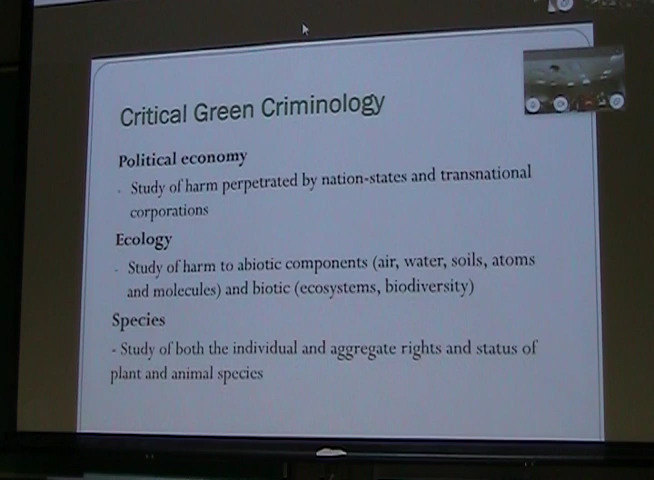 Critical Green Criminology
Political economy
· Study of harm perpetrated by nation-states and transnational
corporations
Ecology
· Study of harm to abiotic components (air, water, soils, atoms
and molecules) and biotic (ecosystems, biodiversity)
Species
- Study of both the individual and aggregate rights and status of
plant and animal species